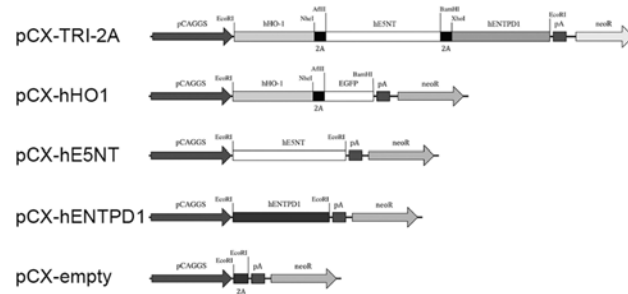 pCX-TRI-2A
pCAGGS EcoRI hHO-1 NheI AflII 2A hE5NT BamHI XhoI 2A hENTPD1 EcoRI pA neoR
pCX-hHO1
pCAGGS EcoRI hHO-1 NheI AflII 2A EGFP BamHI pA neoR
pCX-hE5NT
pCAGGS EcoRI hE5NT EcoRI pA neoR
pCX-hENTPD1
pCAGGS EcoRI hENTPD1 EcoRI pA neoR
pCX-empty
pCAGGS EcoRI 2A EcoRI pA neoR